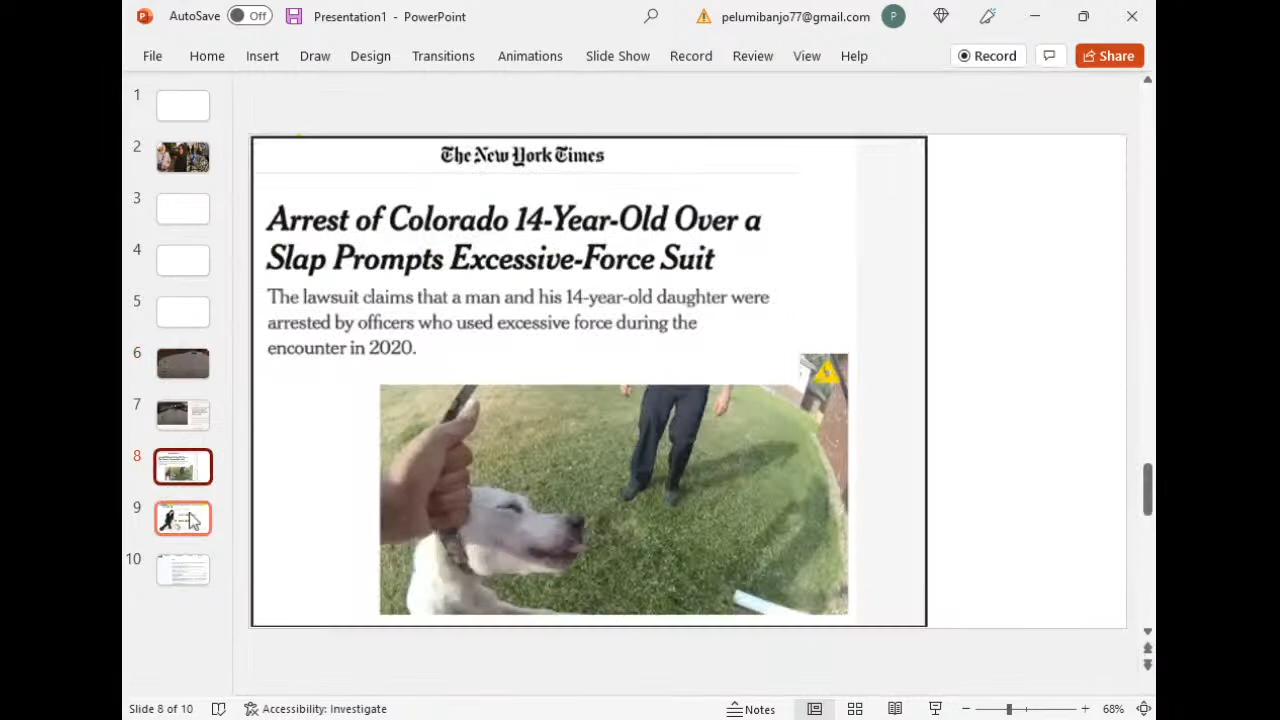 AutoSave Off Presentation1 - PowerPoint pelumibanjo77@gmail.com P
File Home Insert Draw Design Transitions Animations Slide Show Record Review View Help Record Share
1
2
3
4
5
6
7
8
9
10
The New York Times
Arrest of Colorado 14-Year-Old Over a
Slap Prompts Excessive-Force Suit
The lawsuit claims that a man and his 14-year-old daughter were
arrested by officers who used excessive force during the
encounter in 2020.
Slide 8 of 10 Accessibility: Investigate Notes 68%